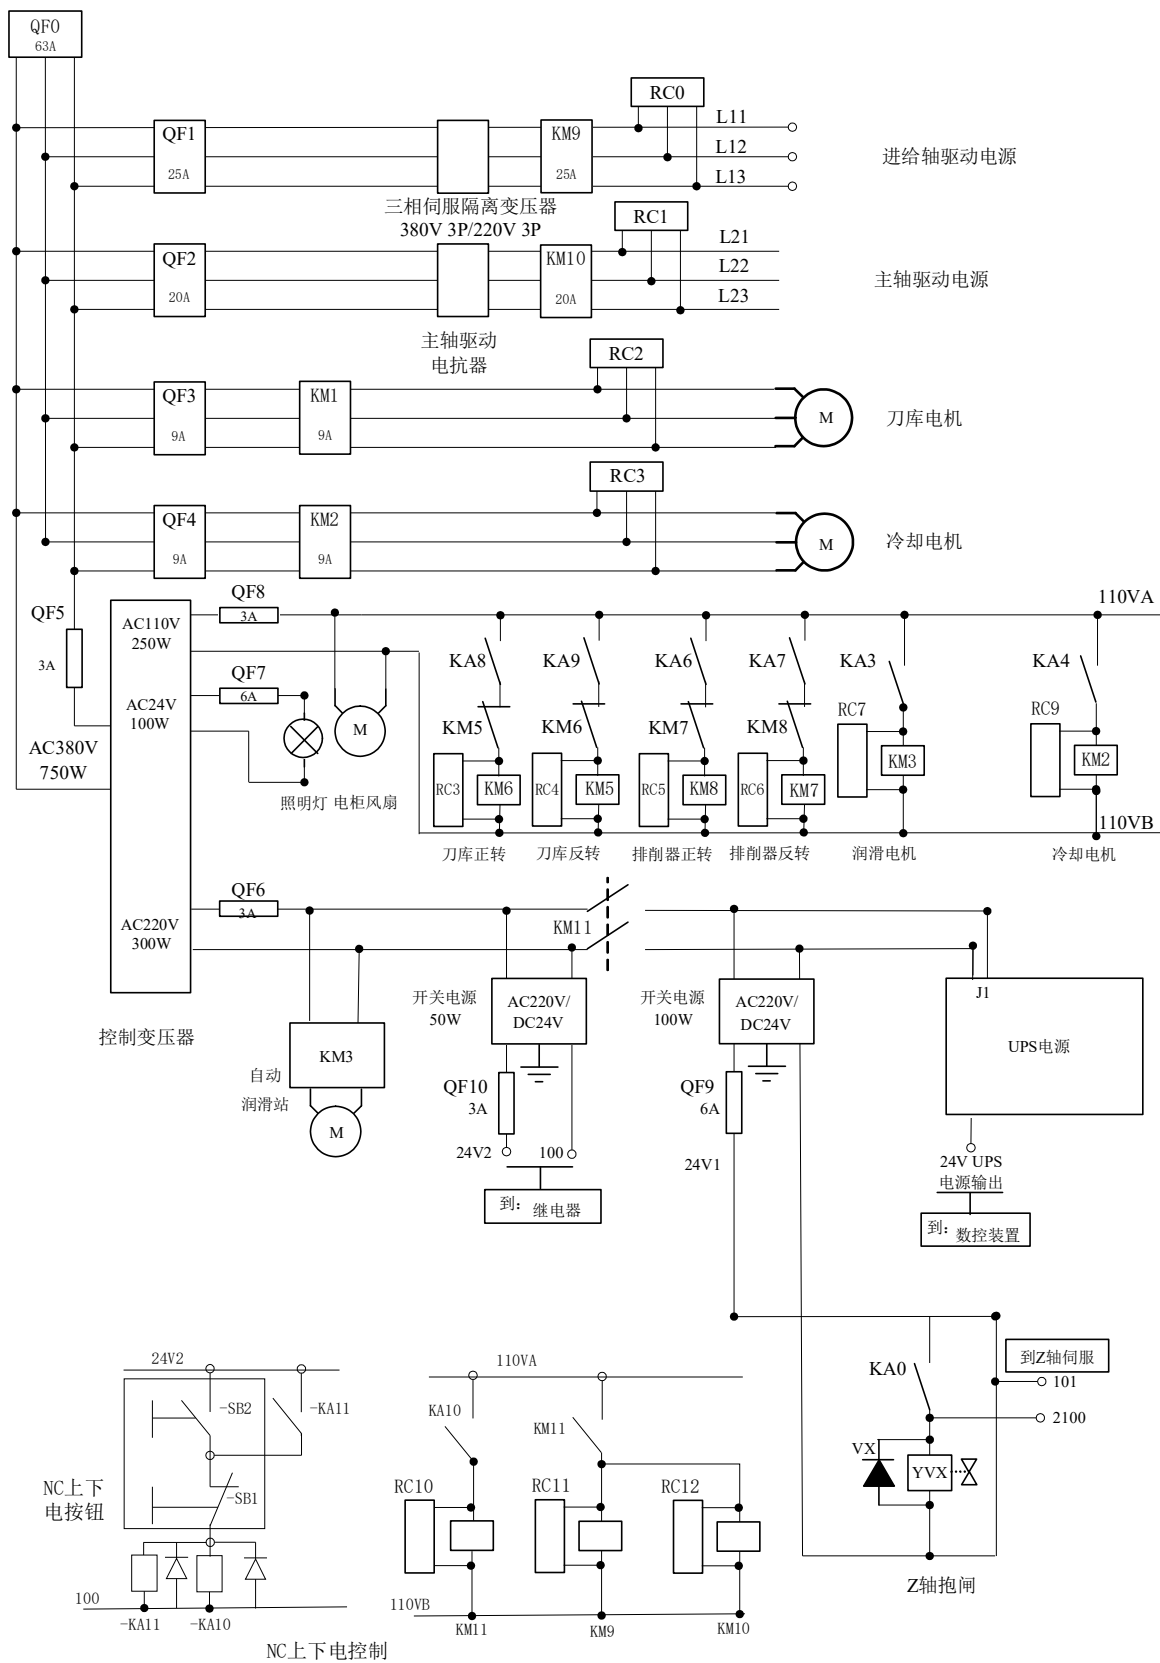 QF0
63A
RC0
QF1
25A
KM9
25A
L11
L12
L13
进给轴驱动电源
三相伺服隔离变压器
380V 3P/220V 3P
RC1
QF2
20A
KM10
20A
L21
L22
L23
主轴驱动电源
主轴驱动
电抗器
RC2
QF3
9A
KM1
9A
M
刀库电机
RC3
QF4
9A
KM2
9A
M
冷却电机
QF5
3A
AC380V
750W
AC110V
250W
AC24V
100W
AC220V
300W
控制变压器
QF8
3A
QF7
6A
M
照明灯 电柜风扇
110VA
KA8
KA9
KA6
KA7
KA3
KA4
KM5
KM6
KM7
KM8
RC7
RC9
RC3
KM6
RC4
KM5
RC5
KM8
RC6
KM7
KM3
KM2
110VB
刀库正转
刀库反转
排削器正转
排削器反转
润滑电机
冷却电机
QF6
3A
KM11
开关电源
50W
AC220V/
DC24V
开关电源
100W
AC220V/
DC24V
J1
UPS电源
KM3
自动
润滑站
M
QF10
3A
24V2
100
到: 继电器
QF9
6A
24V1
24V UPS
电源输出
到: 数控装置
24V2
-SB2
-KA11
-SB1
NC上下
电按钮
100
-KA11
-KA10
NC上下电控制
110VA
KA10
KM11
RC10
RC11
RC12
110VB
KM11
KM9
KM10
到Z轴伺服
101
2100
KA0
VX
YVX
Z轴抱闸